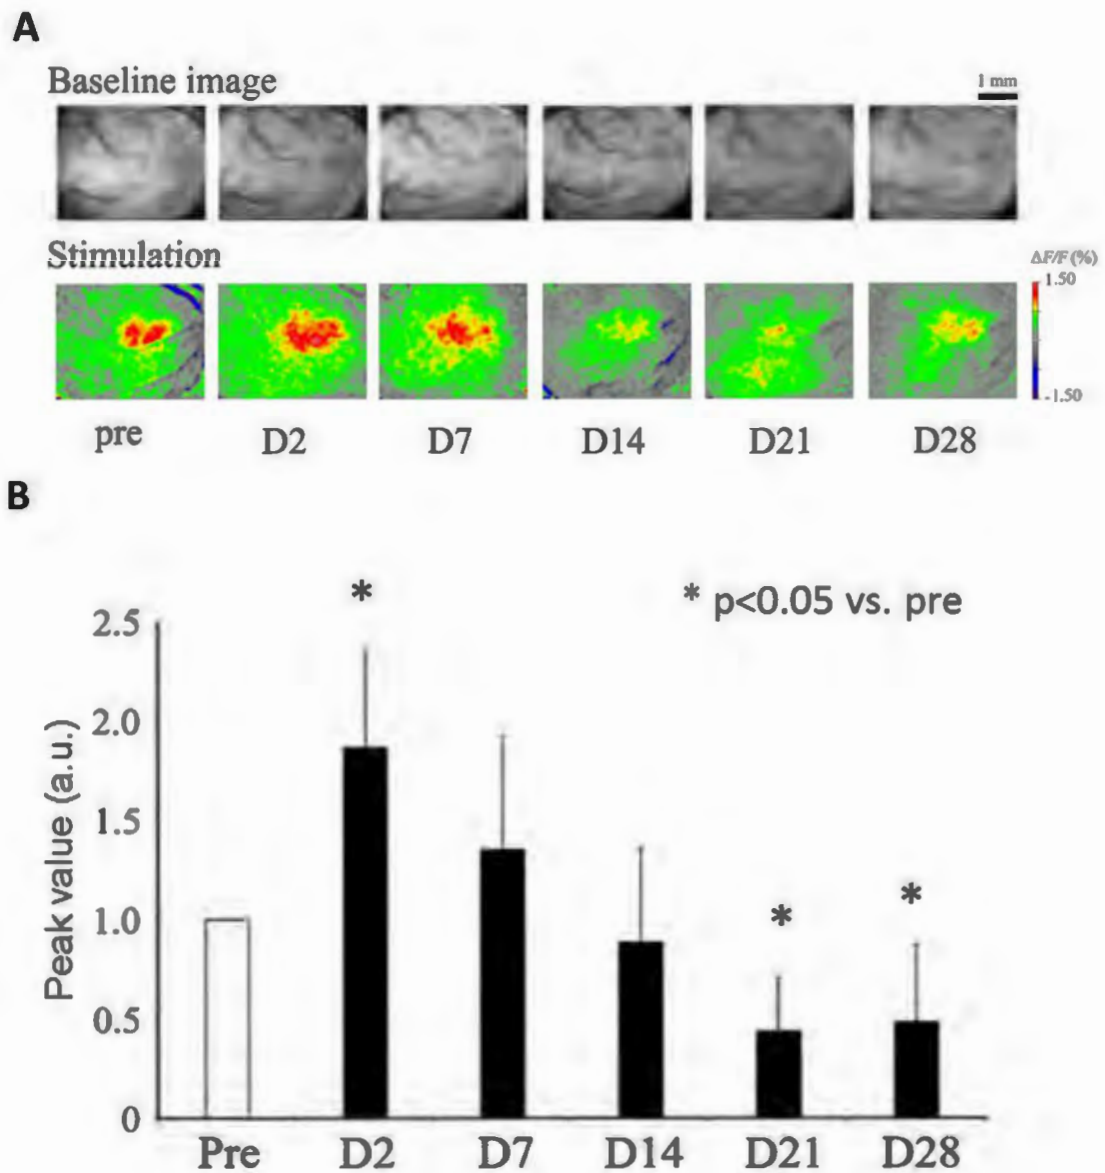 A
Baseline image
1 mm
Stimulation
ΔF/F (%)
1.50
-1.50
pre D2 D7 D14 D21 D28
B
* p<0.05 vs. pre
*
2.5
2.0
1.5
1.0
0.5
0
*
*
Peak value (a.u.)
Pre D2 D7 D14 D21 D28